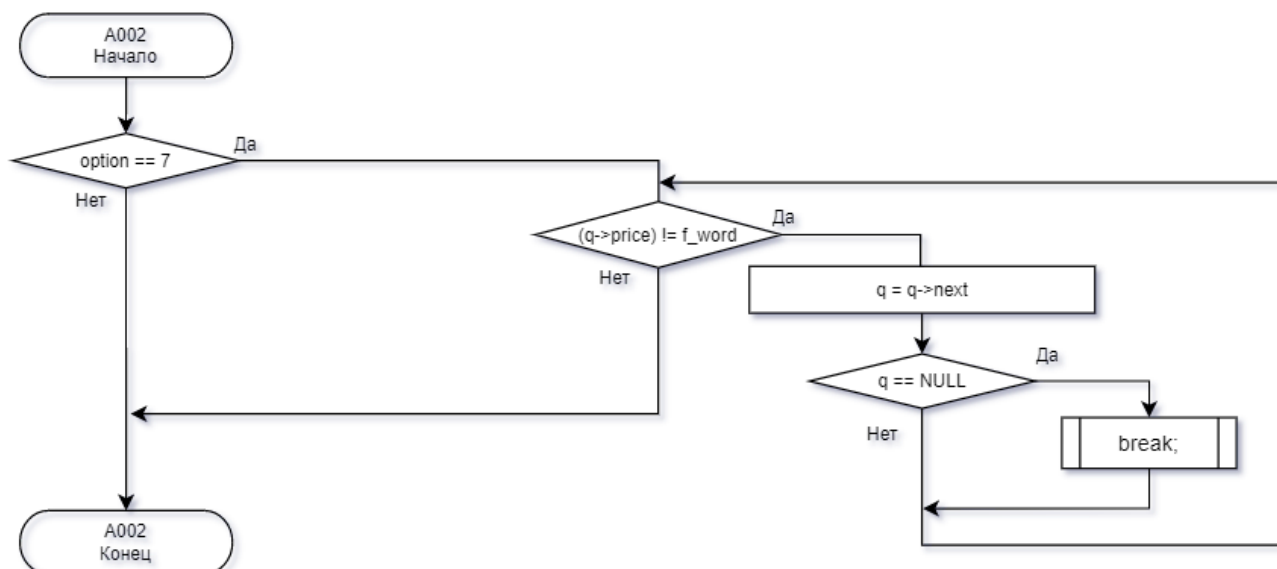 A002
Начало
option == 7
Да
Нет
(q->price) != f_word
Да
Нет
q = q->next
q == NULL
Да
Нет
break;
A002
Конец